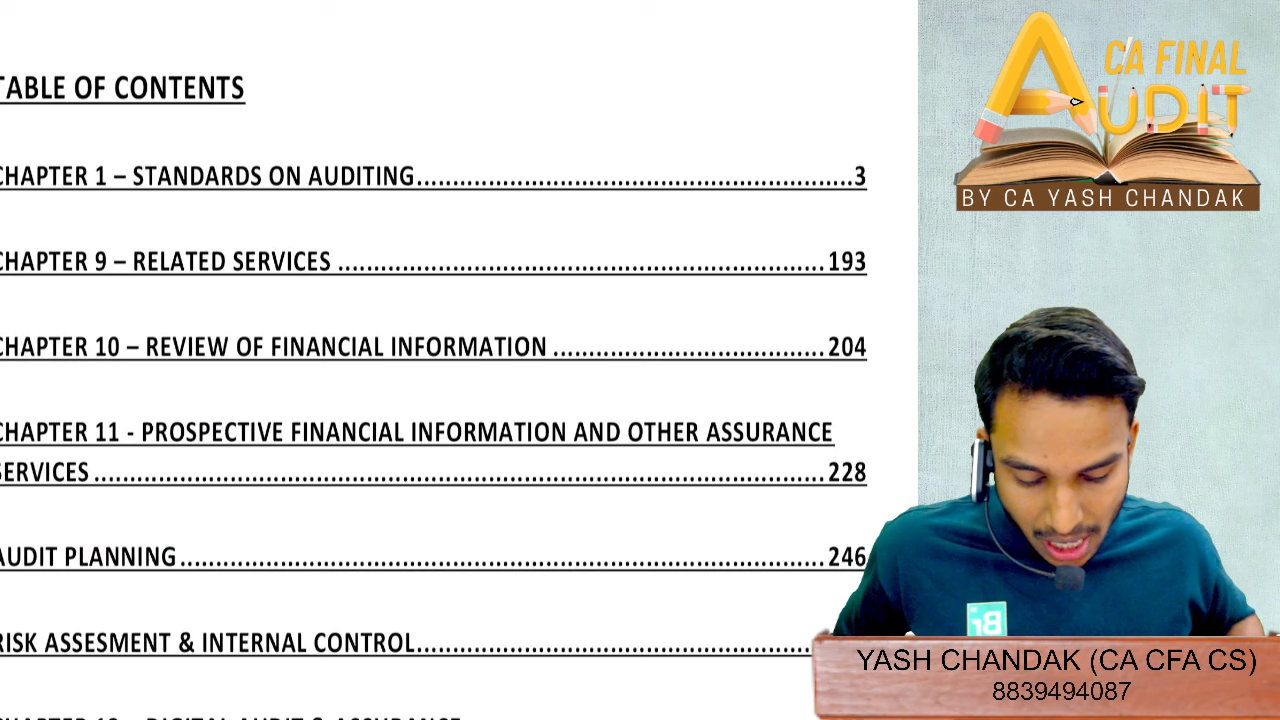 TABLE OF CONTENTS
CHAPTER 1 – STANDARDS ON AUDITING............................................................3
CHAPTER 9 – RELATED SERVICES ....................................................................193
CHAPTER 10 – REVIEW OF FINANCIAL INFORMATION ......................................204
CHAPTER 11 - PROSPECTIVE FINANCIAL INFORMATION AND OTHER ASSURANCE
SERVICES ......................................................................................................228
AUDIT PLANNING..........................................................................................246
RISK ASSESMENT & INTERNAL CONTROL.......................................................
CA FINAL
AUDIT
BY CA YASH CHANDAK
Br
YASH CHANDAK (CA CFA CS)
8839494087